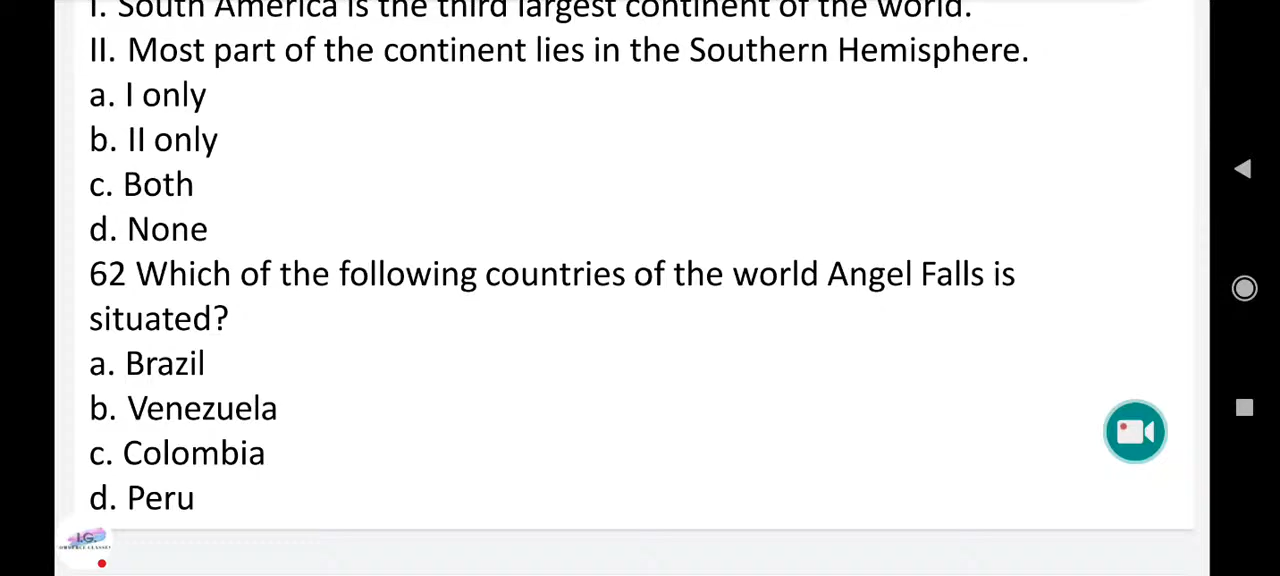 I. South America is the third largest continent of the world.
II. Most part of the continent lies in the Southern Hemisphere.
a. I only
b. II only
c. Both
d. None
62 Which of the following countries of the world Angel Falls is
situated?
a. Brazil
b. Venezuela
c. Colombia
d. Peru
I.G.